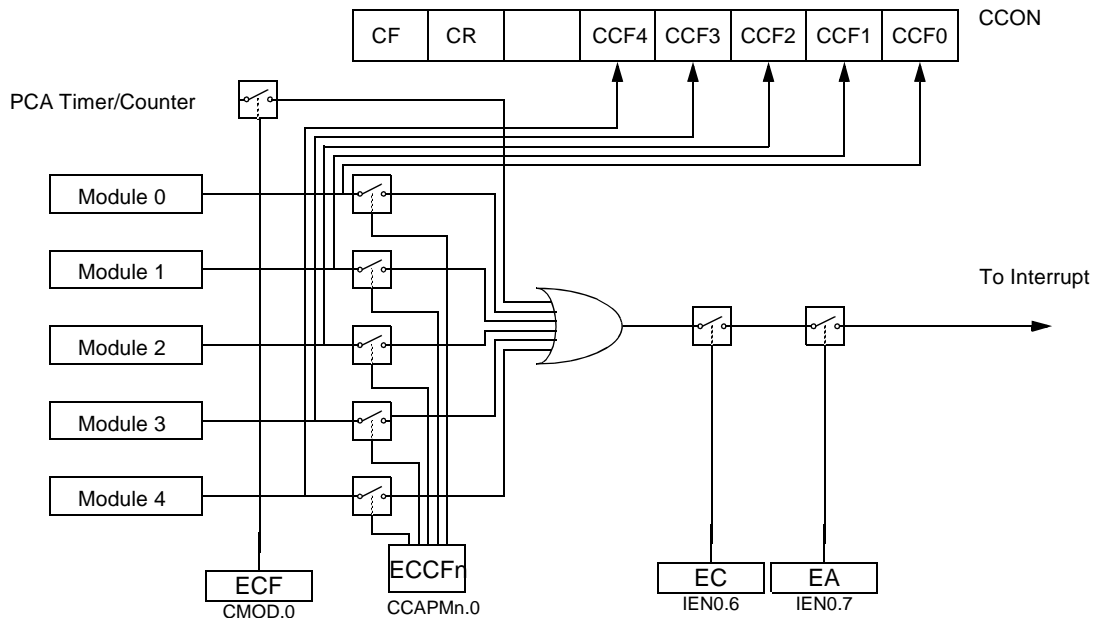 CF CR CCF4 CCF3 CCF2 CCF1 CCF0
CCON
PCA Timer/Counter
Module 0
Module 1
To Interrupt
Module 2
Module 3
Module 4
ECF
CMOD.0
ECCFn
CCAPMn.0
EC
IEN0.6
EA
IEN0.7